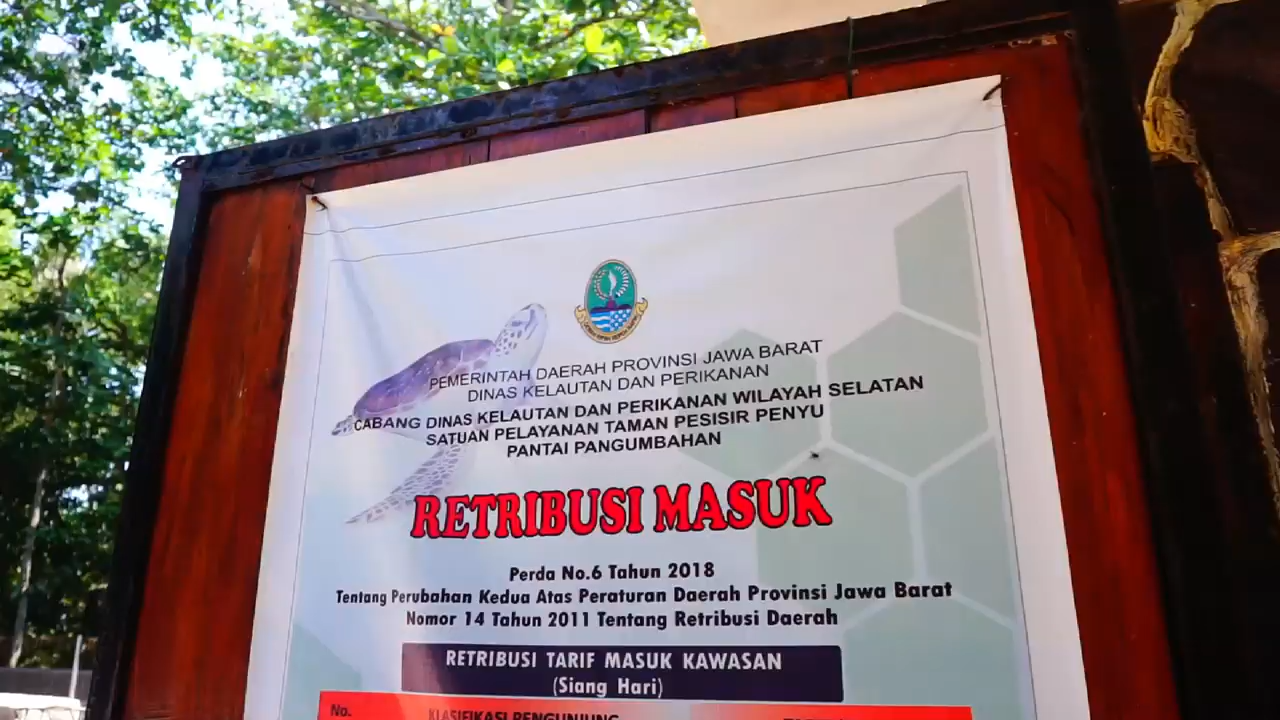 PEMERINTAH DAERAH PROVINSI JAWA BARAT
DINAS KELAUTAN DAN PERIKANAN
CABANG DINAS KELAUTAN DAN PERIKANAN WILAYAH SELATAN
SATUAN PELAYANAN TAMAN PESISIR PENYU
PANTAI PANGUMBAHAN
RETRIBUSI MASUK
Perda No.6 Tahun 2018
Tentang Perubahan Kedua Atas Peraturan Daerah Provinsi Jawa Barat
Nomor 14 Tahun 2011 Tentang Retribusi Daerah
RETRIBUSI TARIF MASUK KAWASAN
(Siang Hari)
No. KLASIFIKASI PENGUNJUNG